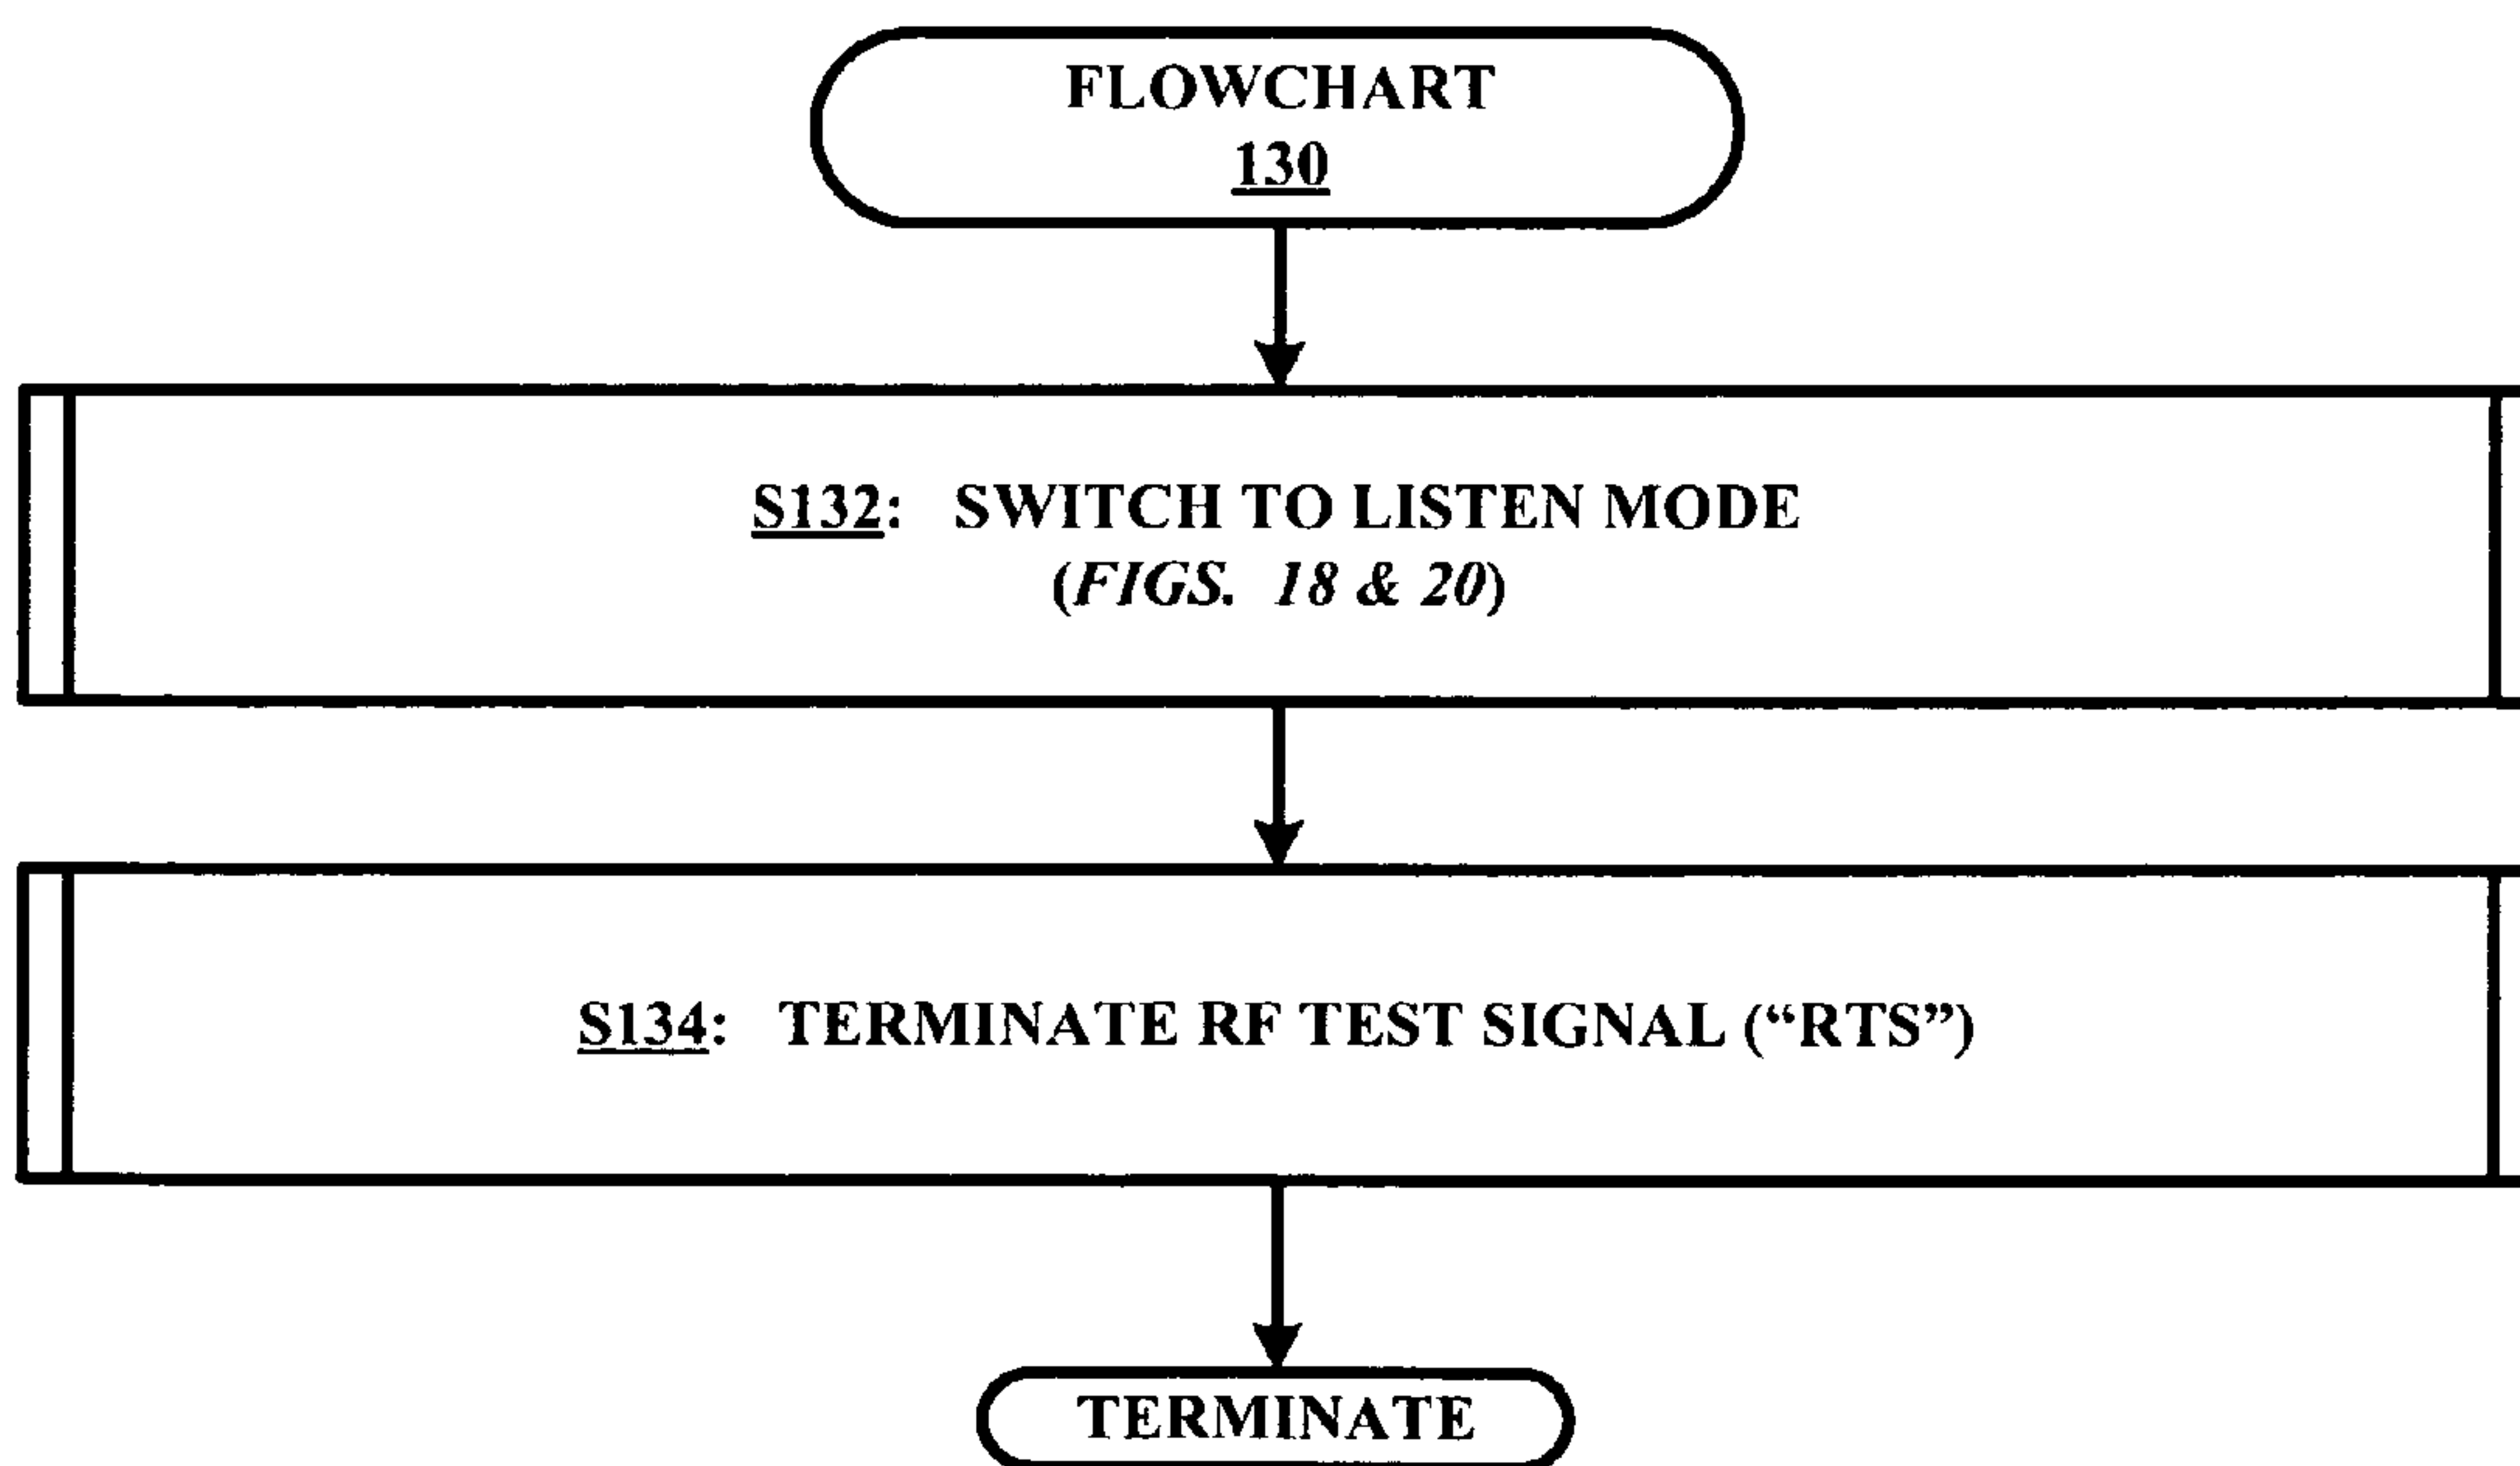 FLOWCHART
130
S132: SWITCH TO LISTEN MODE
(FIGS. 18 & 20)
S134: TERMINATE RF TEST SIGNAL (“RTS”)
TERMINATE